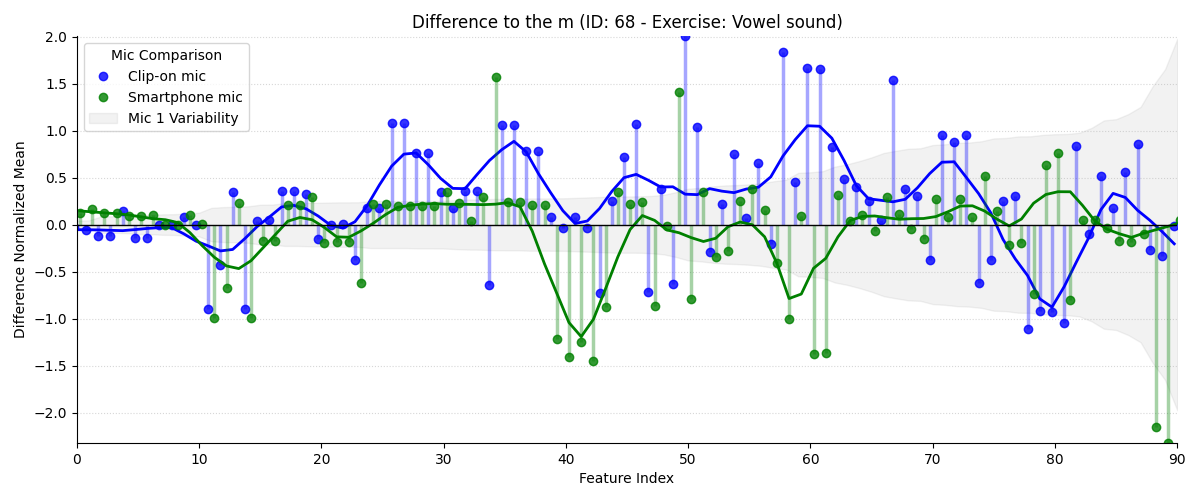 Difference to the m (ID: 68 - Exercise: Vowel sound)
Mic Comparison
Clip-on mic
Smartphone mic
Mic 1 Variability
Difference Normalized Mean
2.0
1.5
1.0
0.5
0.0
−0.5
−1.0
−1.5
−2.0
0 10 20 30 40 50 60 70 80 90
Feature Index